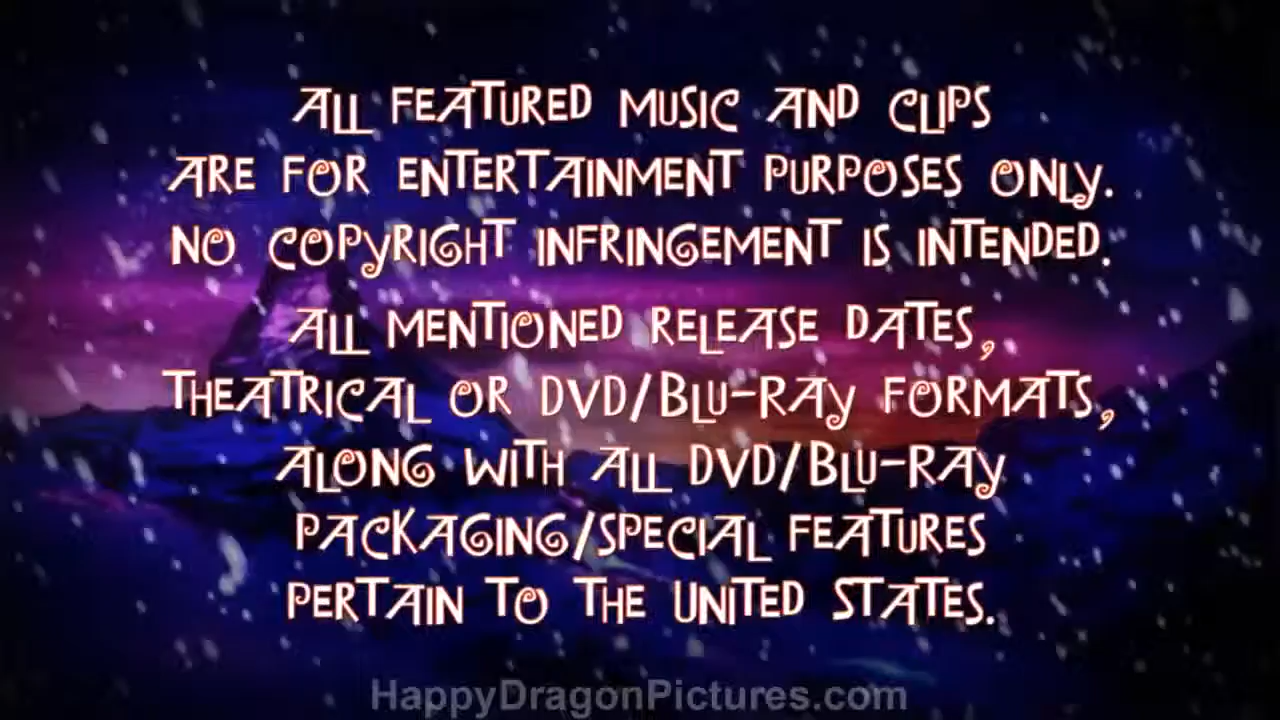 ALL FEATURED MUSIC AND CLIPS
ARE FOR ENTERTAINMENT PURPOSES ONLY.
NO COPYRIGHT INFRINGEMENT IS INTENDED.
ALL MENTIONED RELEASE DATES,
THEATRICAL OR DVD/BLU-RAY FORMATS,
ALONG WITH ALL DVD/BLU-RAY
PACKAGING/SPECIAL FEATURES
PERTAIN TO THE UNITED STATES.
HappyDragonPictures.com